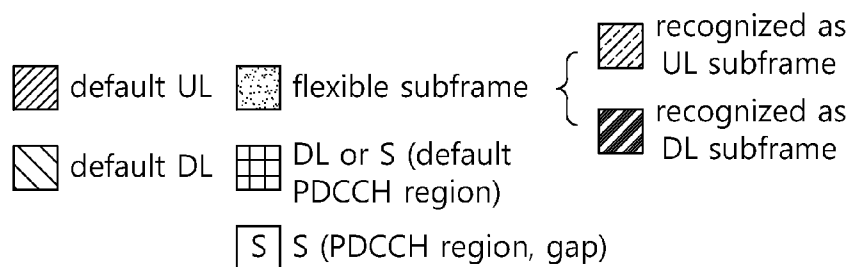 default UL
flexible subframe
recognized as
UL subframe
recognized as
DL subframe
default DL
DL or S (default
PDCCH region)
S S (PDCCH region, gap)